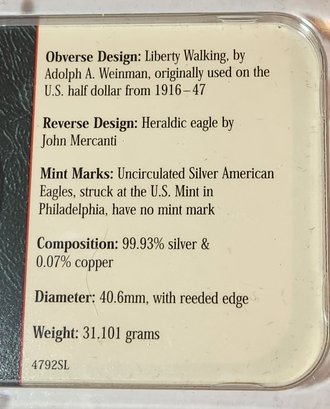 Obverse Design: Liberty Walking, by
Adolph A. Weinman, originally used on the
U.S. half dollar from 1916–47
Reverse Design: Heraldic eagle by
John Mercanti
Mint Marks: Uncirculated Silver American
Eagles, struck at the U.S. Mint in
Philadelphia, have no mint mark
Composition: 99.93% silver &
0.07% copper
Diameter: 40.6mm, with reeded edge
Weight: 31,101 grams
4792SL